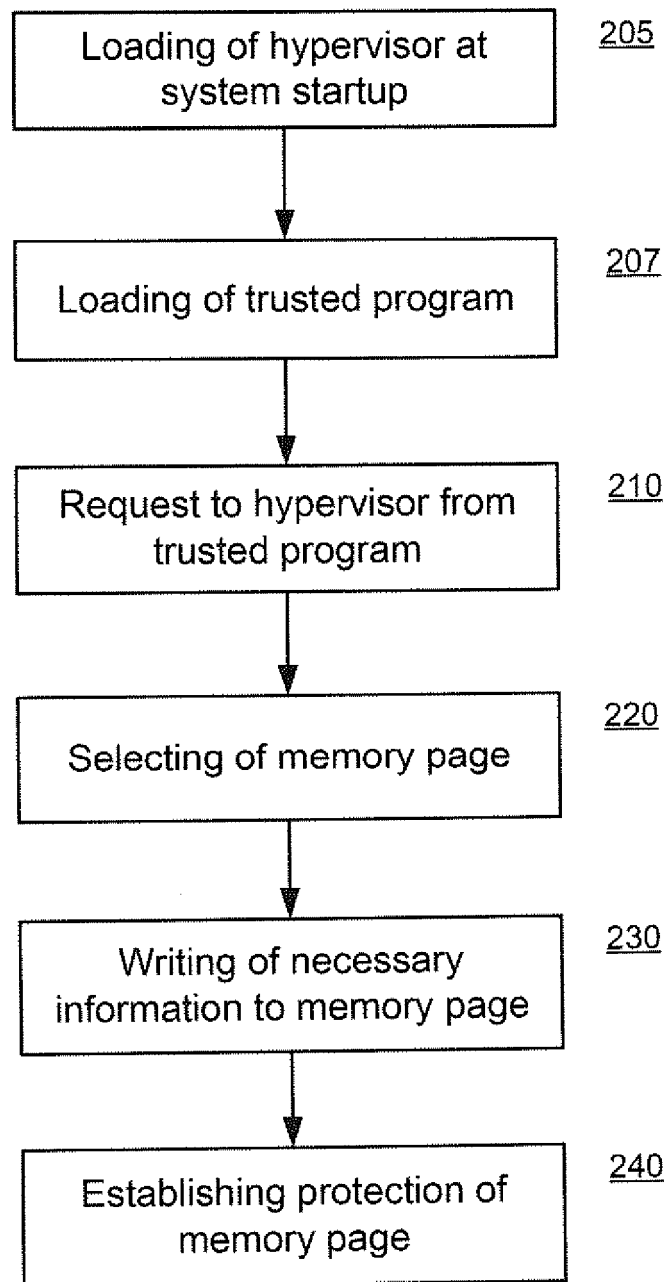 Loading of hypervisor at
system startup
205
Loading of trusted program
207
Request to hypervisor from
trusted program
210
Selecting of memory page
220
Writing of necessary
information to memory page
230
Establishing protection of
memory page
240